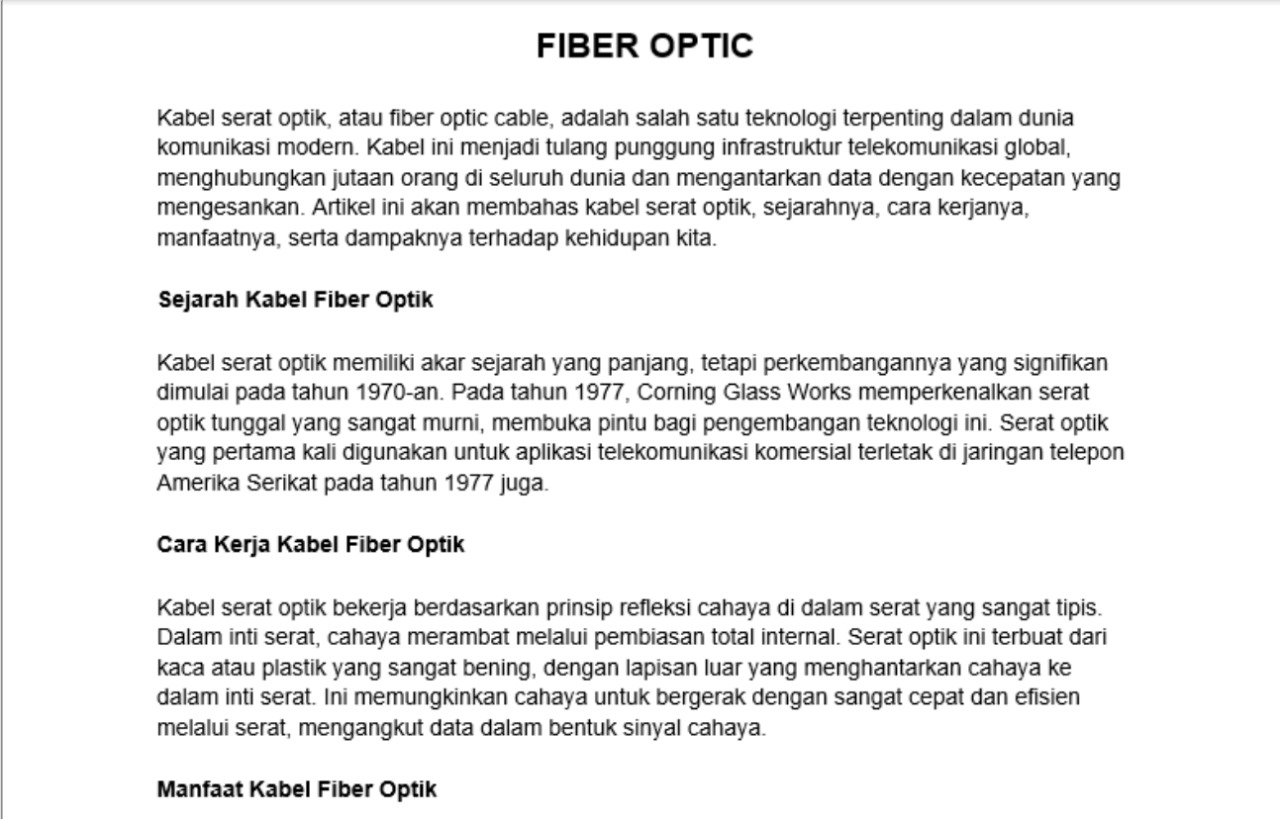 FIBER OPTIC
Kabel serat optik, atau fiber optic cable, adalah salah satu teknologi terpenting dalam dunia
komunikasi modern. Kabel ini menjadi tulang punggung infrastruktur telekomunikasi global,
menghubungkan jutaan orang di seluruh dunia dan mengantarkan data dengan kecepatan yang
mengesankan. Artikel ini akan membahas kabel serat optik, sejarahnya, cara kerjanya,
manfaatnya, serta dampaknya terhadap kehidupan kita.
Sejarah Kabel Fiber Optik
Kabel serat optik memiliki akar sejarah yang panjang, tetapi perkembangannya yang signifikan
dimulai pada tahun 1970-an. Pada tahun 1977, Corning Glass Works memperkenalkan serat
optik tunggal yang sangat murni, membuka pintu bagi pengembangan teknologi ini. Serat optik
yang pertama kali digunakan untuk aplikasi telekomunikasi komersial terletak di jaringan telepon
Amerika Serikat pada tahun 1977 juga.
Cara Kerja Kabel Fiber Optik
Kabel serat optik bekerja berdasarkan prinsip refleksi cahaya di dalam serat yang sangat tipis.
Dalam inti serat, cahaya merambat melalui pembiasan total internal. Serat optik ini terbuat dari
kaca atau plastik yang sangat bening, dengan lapisan luar yang menghantarkan cahaya ke
dalam inti serat. Ini memungkinkan cahaya untuk bergerak dengan sangat cepat dan efisien
melalui serat, mengangkut data dalam bentuk sinyal cahaya.
Manfaat Kabel Fiber Optik